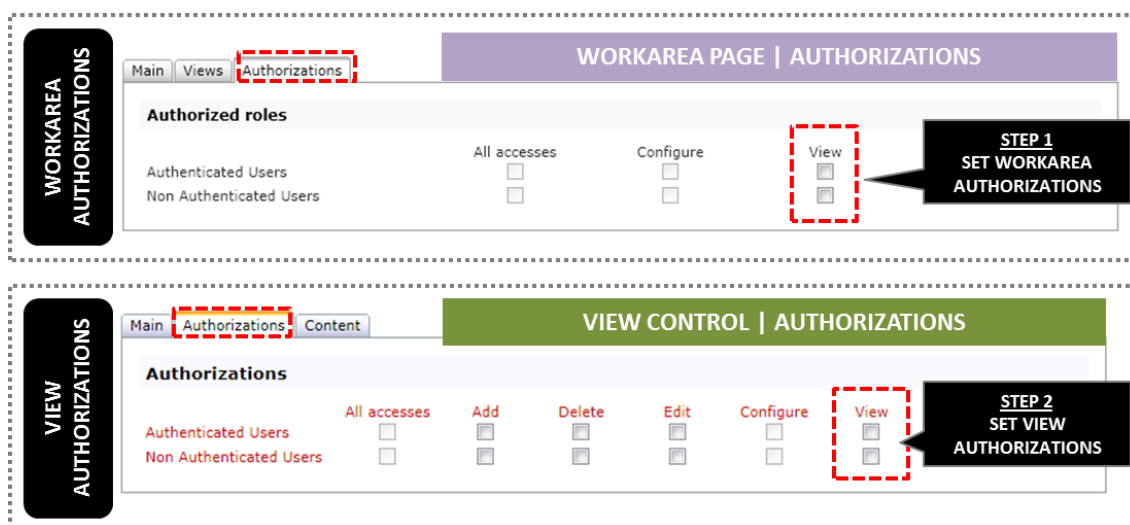 WORKAREA
AUTHORIZATIONS
WORKAREA PAGE | AUTHORIZATIONS
Main Views Authorizations
Authorized roles
All accesses Configure View
Authenticated Users
Non Authenticated Users
STEP 1
SET WORKAREA
AUTHORIZATIONS
VIEW
AUTHORIZATIONS
VIEW CONTROL | AUTHORIZATIONS
Main Authorizations Content
Authorizations
All accesses Add Delete Edit Configure View
Authenticated Users
Non Authenticated Users
STEP 2
SET VIEW
AUTHORIZATIONS